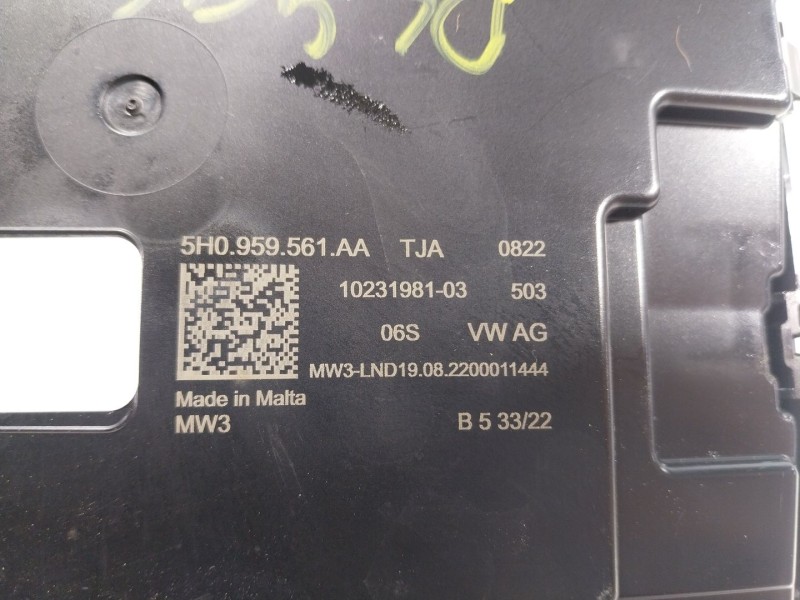 5H0.959.561.AA TJA 0822
10231981-03 503
06S VW AG
MW3-LND19.08.2200011444
Made in Malta
MW3 B 5 33/22